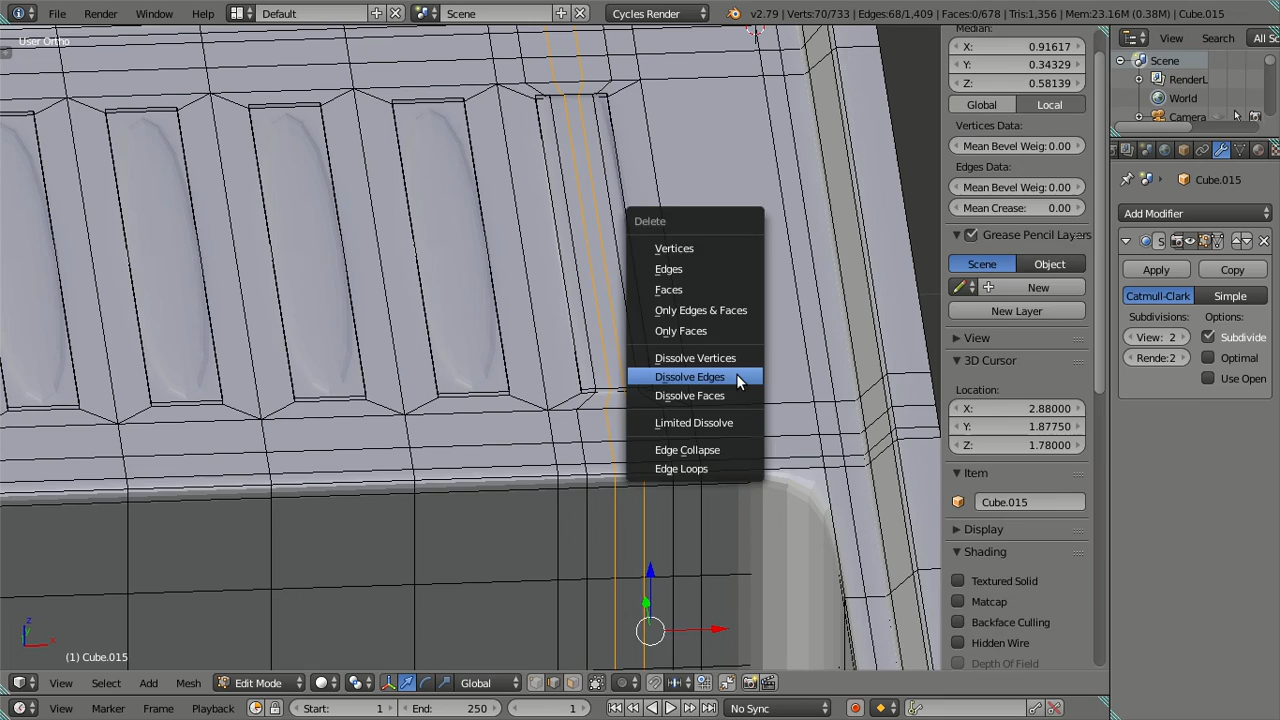 File Render Window Help Default Scene Cycles Render v2.79 | Verts:70/733 | Edges:68/1,409 | Faces:0/678 | Tris:1,356 | Mem:23.16M (0.38M) | Cube.015
User Ortho
Median:
X: 0.91617
Y: 0.34329
Z: 0.58139
Global Local
Vertices Data:
Mean Bevel Weig: 0.00
Edges Data:
Mean Bevel Weig: 0.00
Mean Crease: 0.00
Grease Pencil Layers
Scene Object
New
New Layer
View
3D Cursor
Location:
X: 2.88000
Y: 1.87750
Z: 1.78000
Item
Cube.015
Display
Shading
Textured Solid
Matcap
Backface Culling
Hidden Wire
Depth Of Field
View Search All Sc
Scene
RenderL
World
Camera
Cube.015
Add Modifier
S
Apply Copy
Catmull-Clark Simple
Subdivisions: Options:
View: 2 Subdivide
Rende: 2 Optimal
Use Open
Delete
Vertices
Edges
Faces
Only Edges & Faces
Only Faces
Dissolve Vertices
Dissolve Edges
Dissolve Faces
Limited Dissolve
Edge Collapse
Edge Loops
z
x
(1) Cube.015
View Select Add Mesh Edit Mode Global
View Marker Frame Playback Start: 1 End: 250 1 No Sync